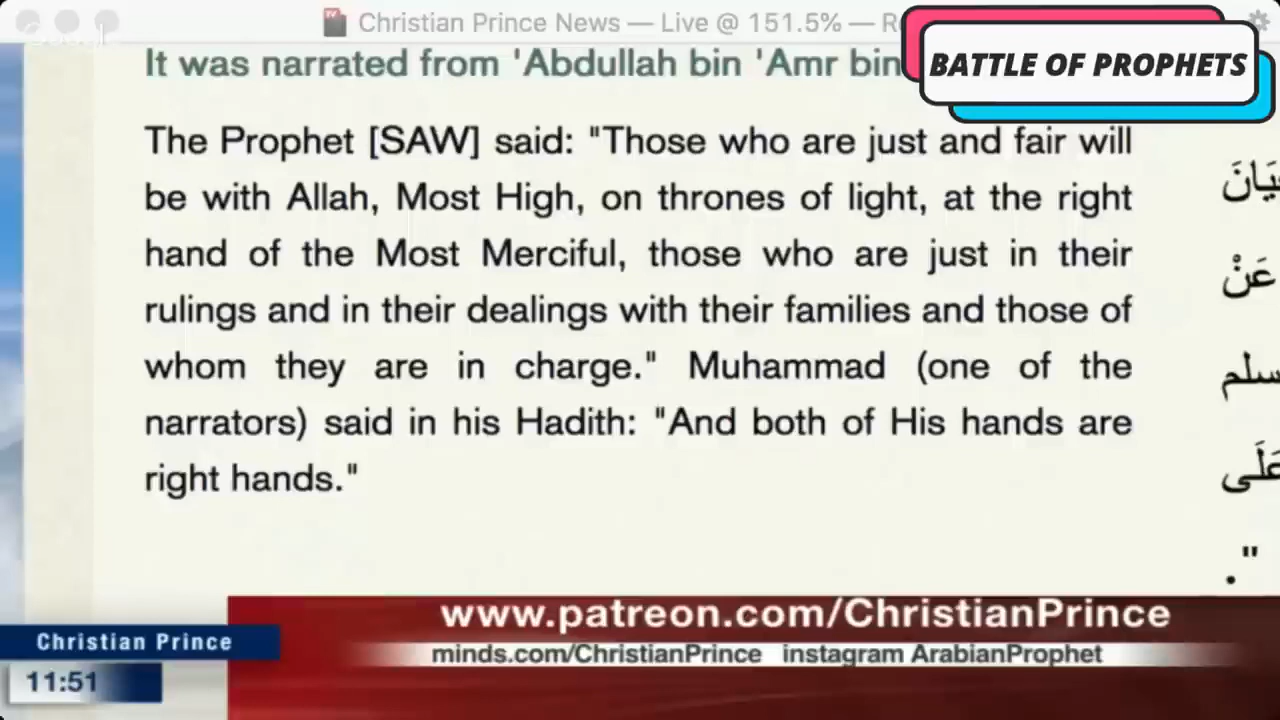 Christian Prince News — Live @ 151.5% — R
BATTLE OF PROPHETS
It was narrated from 'Abdullah bin 'Amr bin
The Prophet [SAW] said: "Those who are just and fair will
be with Allah, Most High, on thrones of light, at the right
hand of the Most Merciful, those who are just in their
rulings and in their dealings with their families and those of
whom they are in charge." Muhammad (one of the
narrators) said in his Hadith: "And both of His hands are
right hands."
عَنْ
عَلَى
."
www.patreon.com/ChristianPrince
Christian Prince
minds.com/ChristianPrince instagram ArabianProphet
11:51